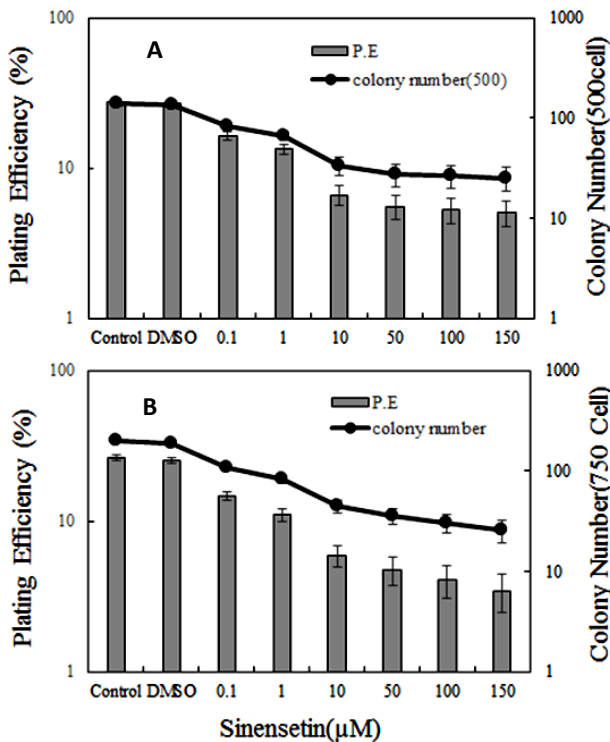 100
1000
A
P.E
colony number(500)
100
10
10
1
1
Plating Efficiency (%)
Colony Number(500cell)
Control DMSO 0.1 1 10 50 100 150
100
1000
B
P.E
colony number
100
10
10
1
1
Plating Efficiency (%)
Colony Number(750 Cell)
Control DMSO 0.1 1 10 50 100 150
Sinensetin(µM)